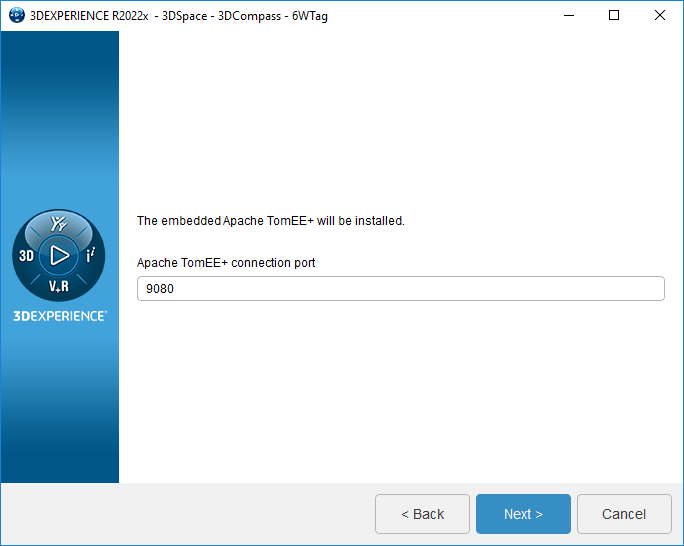 3DEXPERIENCE R2022x - 3DSpace - 3DCompass - 6WTag
The embedded Apache TomEE+ will be installed.
Apache TomEE+ connection port
9080
3D
i²
V+R
3DEXPERIENCE
< Back
Next >
Cancel